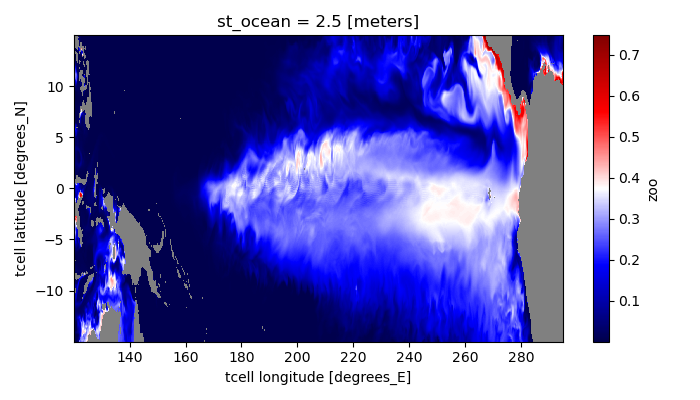 st_ocean = 2.5 [meters]
tcell latitude [degrees_N]
10
5
0
−5
−10
140 160 180 200 220 240 260 280
tcell longitude [degrees_E]
0.7
0.6
0.5
0.4
0.3
0.2
0.1
zoo